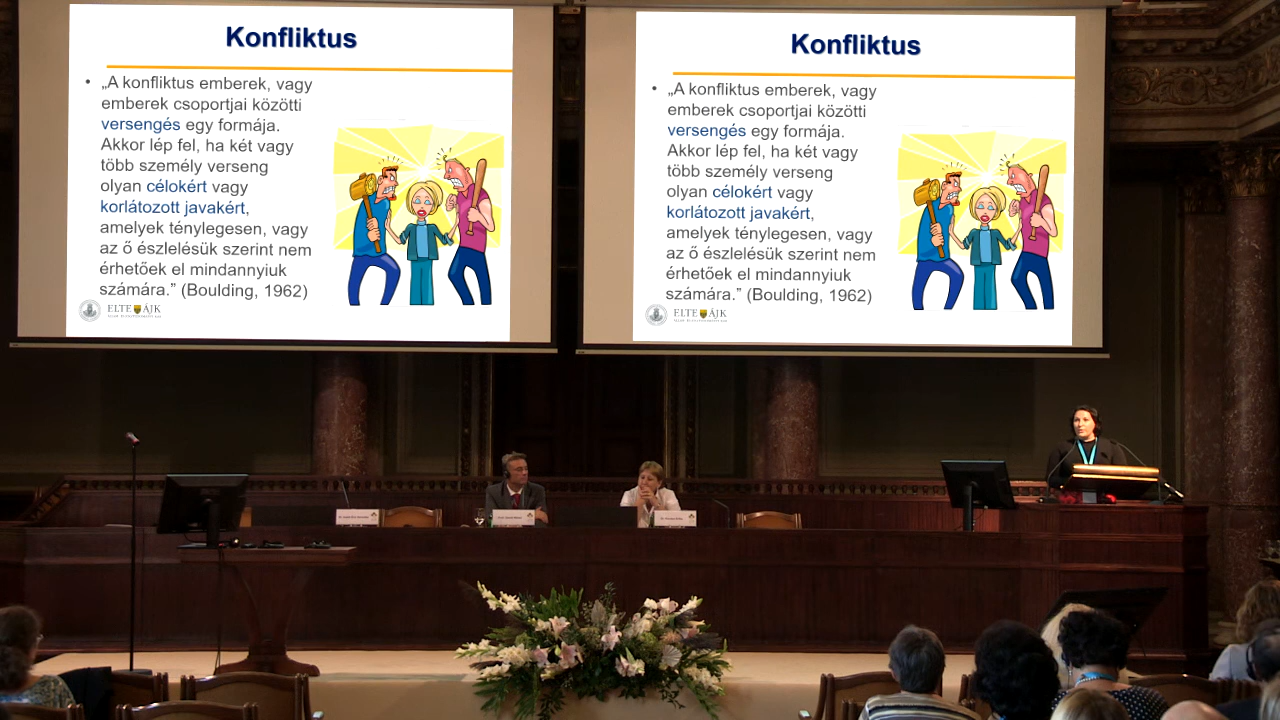 Konfliktus
• „A konfliktus emberek, vagy
emberek csoportjai közötti
versengés egy formája.
Akkor lép fel, ha két vagy
több személy verseng
olyan célokért vagy
korlátozott javakért,
amelyek ténylegesen, vagy
az ő észlelésük szerint nem
érhetőek el mindannyiuk
számára.” (Boulding, 1962)
ELTE ÁJK
Konfliktus
• „A konfliktus emberek, vagy
emberek csoportjai közötti
versengés egy formája.
Akkor lép fel, ha két vagy
több személy verseng
olyan célokért vagy
korlátozott javakért,
amelyek ténylegesen, vagy
az ő észlelésük szerint nem
érhetőek el mindannyiuk
számára.” (Boulding, 1962)
ELTE ÁJK